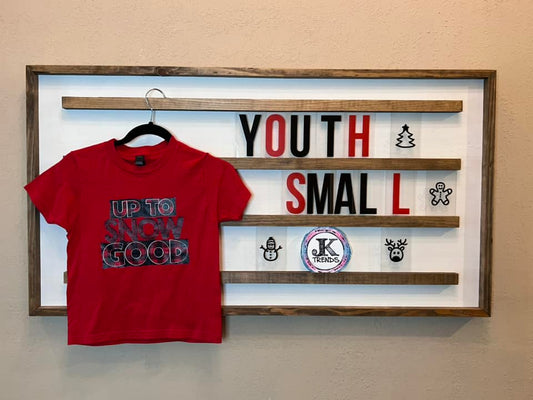 YOUTH
SMALL
UP TO
SNOW
GOOD
JK
TRENDS